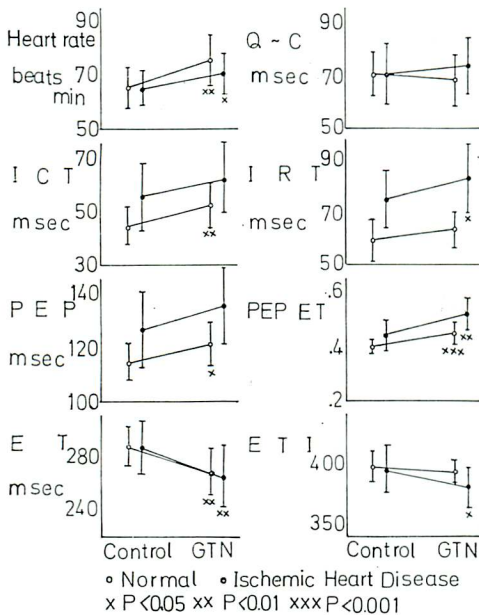 90
Heart rate
beats
min
70
50
Q ~ C
msec
90
70
50
xx
x
I C T
msec
70
50
30
xx
I R T
msec
90
70
50
x
P E P
msec
140
120
100
x
PEP ET
.6
.4
.2
xxx
xx
E T
msec
280
240
xx
xx
E T I
400
350
x
Control GTN
Control GTN
○ Normal • Ischemic Heart Disease
x P<0.05 xx P<0.01 xxx P<0.001